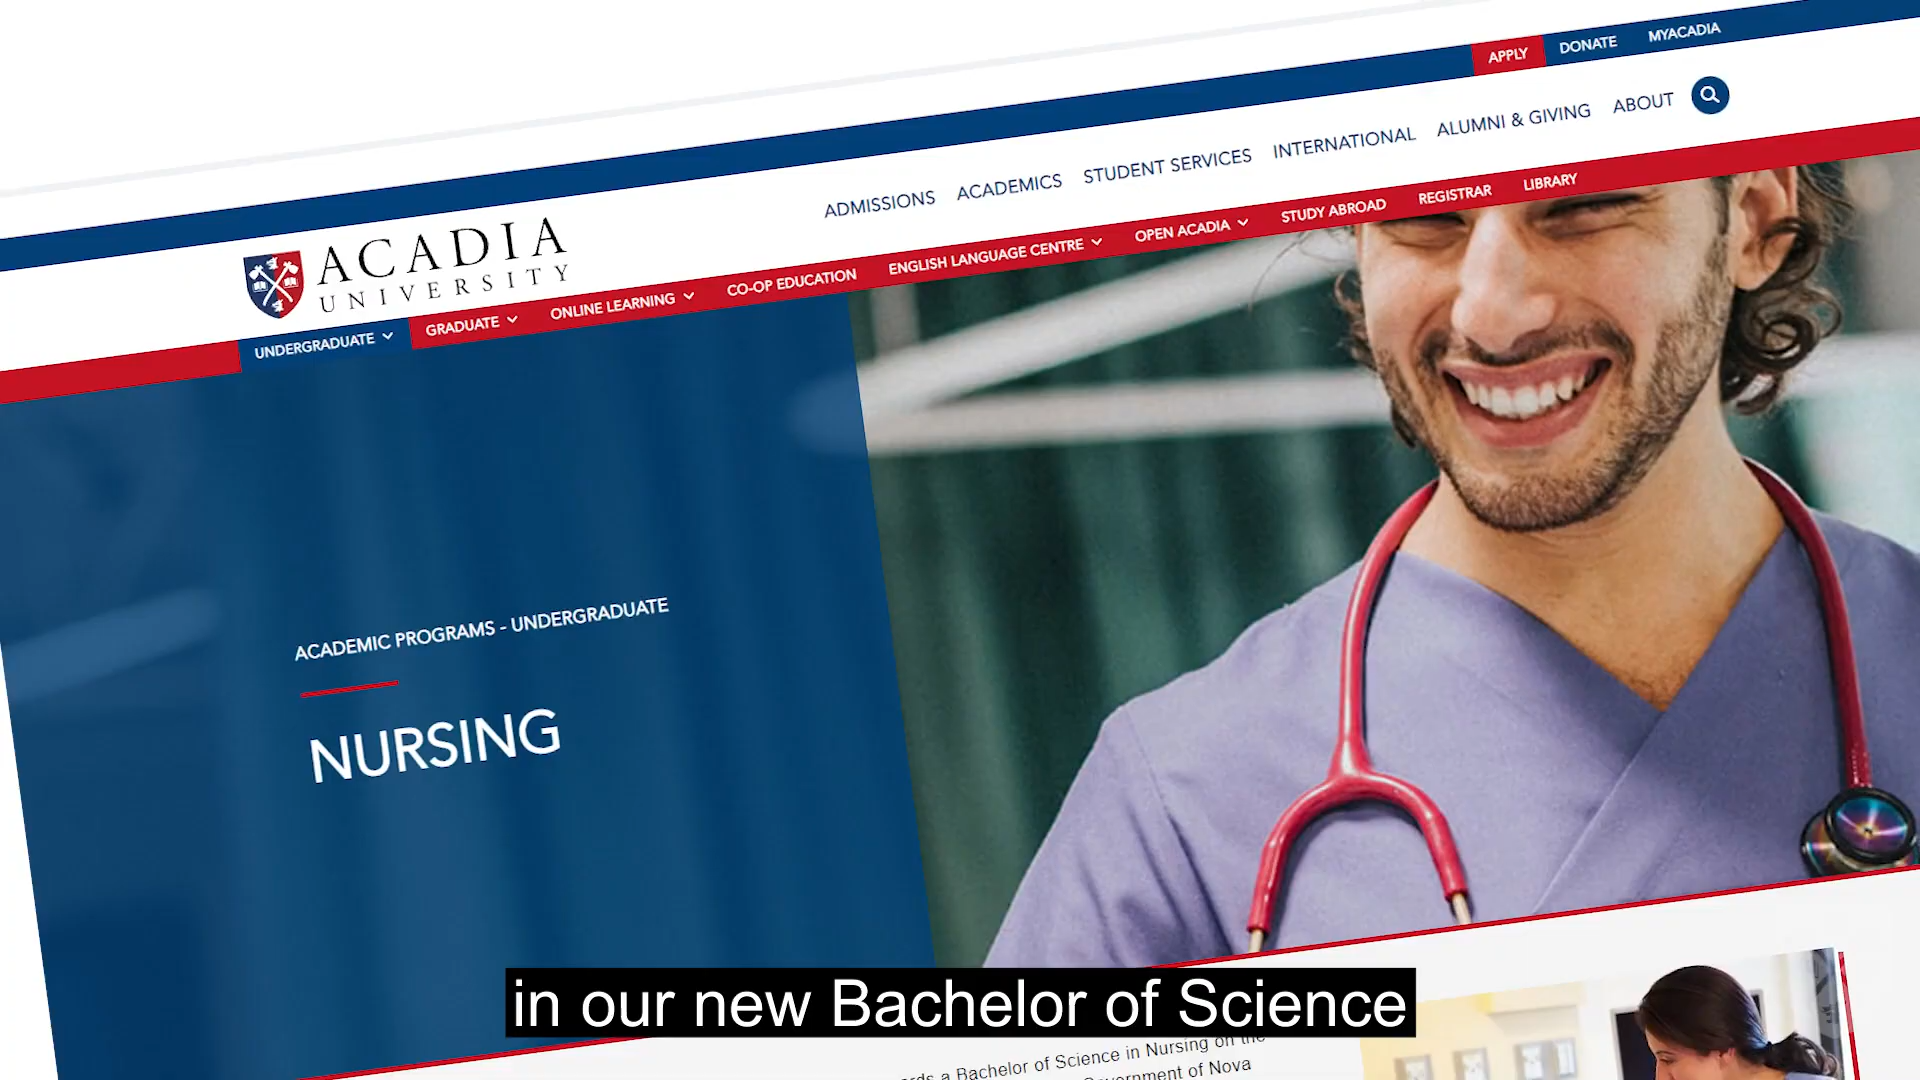 APPLY DONATE MYACADIA
ADMISSIONS ACADEMICS STUDENT SERVICES INTERNATIONAL ALUMNI & GIVING ABOUT
ACADIA
UNIVERSITY
UNDERGRADUATE GRADUATE ONLINE LEARNING CO-OP EDUCATION ENGLISH LANGUAGE CENTRE OPEN ACADIA STUDY ABROAD REGISTRAR LIBRARY
ACADEMIC PROGRAMS - UNDERGRADUATE
NURSING
in our new Bachelor of Science
a Bachelor of Science in Nursing on the
of Nova